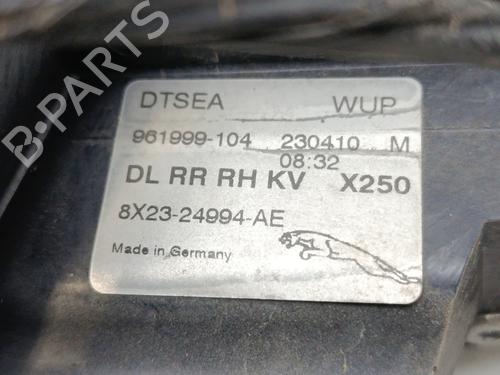 B-PARTS
DTSEA WUP
961999-104 230410 M
08:32
DL RR RH KV X250
8X23-24994-AE
Made in Germany